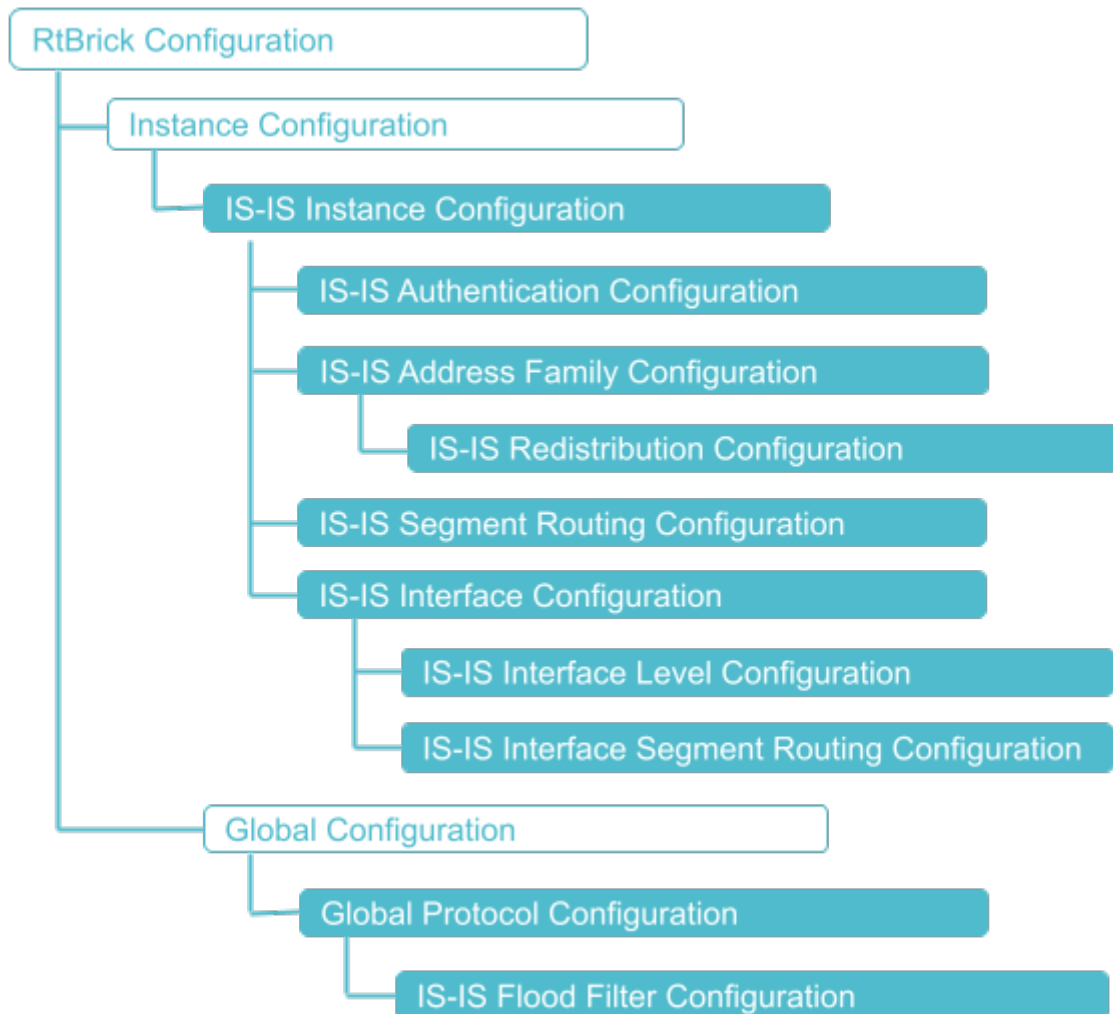 RtBrick Configuration
Instance Configuration
IS-IS Instance Configuration
IS-IS Authentication Configuration
IS-IS Address Family Configuration
IS-IS Redistribution Configuration
IS-IS Segment Routing Configuration
IS-IS Interface Configuration
IS-IS Interface Level Configuration
IS-IS Interface Segment Routing Configuration
Global Configuration
Global Protocol Configuration
IS-IS Flood Filter Configuration